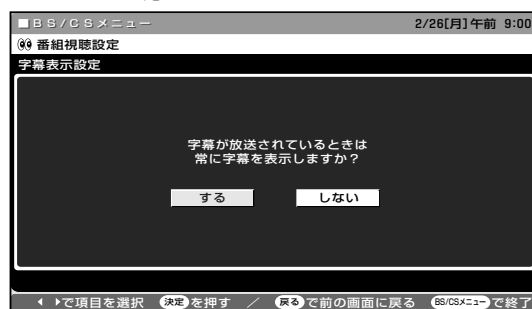 ■BS/CSメニュー 2/26[月]午前 9:00
番組視聴設定
字幕表示設定
字幕が放送されているときは
常に字幕を表示しますか？
する しない
で項目を選択 決定を押す ／ 戻るで前の画面に戻る BS/CSメニューで終了